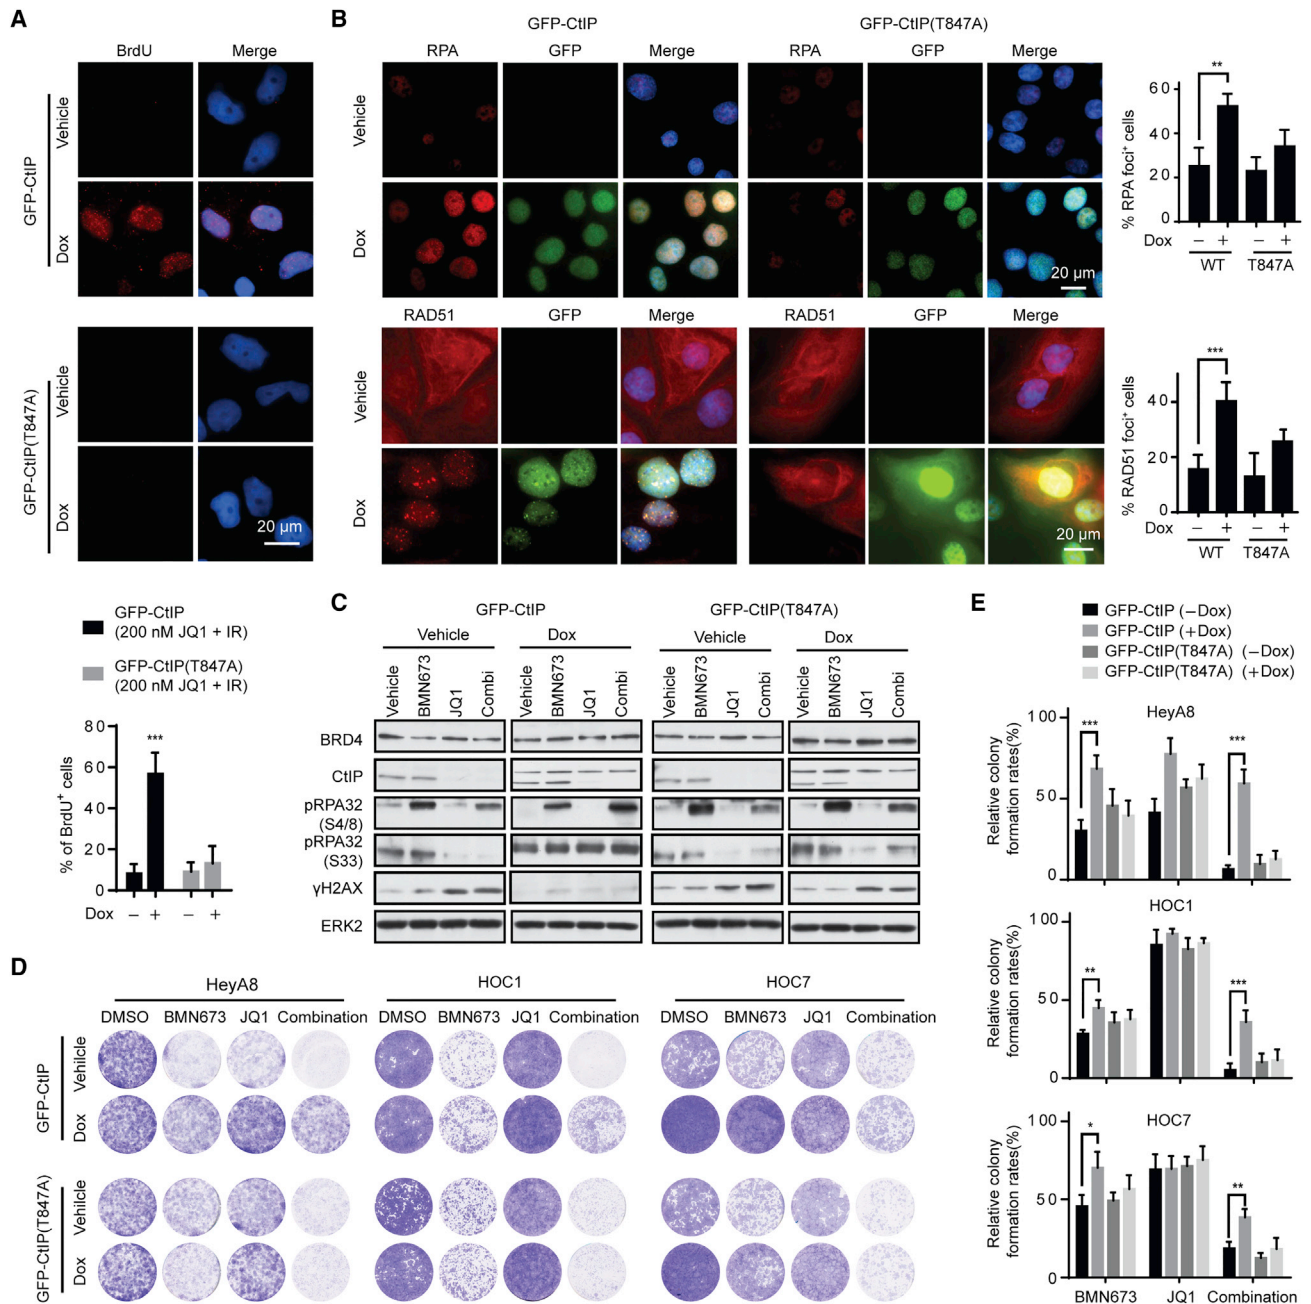 A
BrdU Merge
GFP-CtIP
Vehicle
Dox
GFP-CtIP(T847A)
Vehicle
Dox
20 µm
GFP-CtIP
(200 nM JQ1 + IR)
GFP-CtIP(T847A)
(200 nM JQ1 + IR)
% of BrdU+ cells
80
60
40
20
0
***
Dox − + − +
B
GFP-CtIP GFP-CtIP(T847A)
RPA GFP Merge RPA GFP Merge
Vehicle
Dox
20 µm
% RPA foci+ cells
60
40
20
0
**
Dox − + − +
WT T847A
RAD51 GFP Merge RAD51 GFP Merge
Vehicle
Dox
20 µm
% RAD51 foci+ cells
40
20
0
***
Dox − + − +
WT T847A
C
GFP-CtIP GFP-CtIP(T847A)
Vehicle Dox Vehicle Dox
Vehicle BMN673 JQ1 Combi Vehicle BMN673 JQ1 Combi Vehicle BMN673 JQ1 Combi Vehicle BMN673 JQ1 Combi
BRD4
CtIP
pRPA32
(S4/8)
pRPA32
(S33)
γH2AX
ERK2
D
HeyA8 HOC1 HOC7
DMSO BMN673 JQ1 Combination DMSO BMN673 JQ1 Combination DMSO BMN673 JQ1 Combination
GFP-CtIP
Vehilcle
Dox
GFP-CtIP(T847A)
Vehilcle
Dox
E
GFP-CtIP (−Dox)
GFP-CtIP (+Dox)
GFP-CtIP(T847A) (−Dox)
GFP-CtIP(T847A) (+Dox)
HeyA8
Relative colony
formation rates(%)
100
50
0
*** ***
HOC1
Relative colony
formation rates(%)
100
50
0
** ***
HOC7
Relative colony
formation rates(%)
100
50
0
* **
BMN673 JQ1 Combination